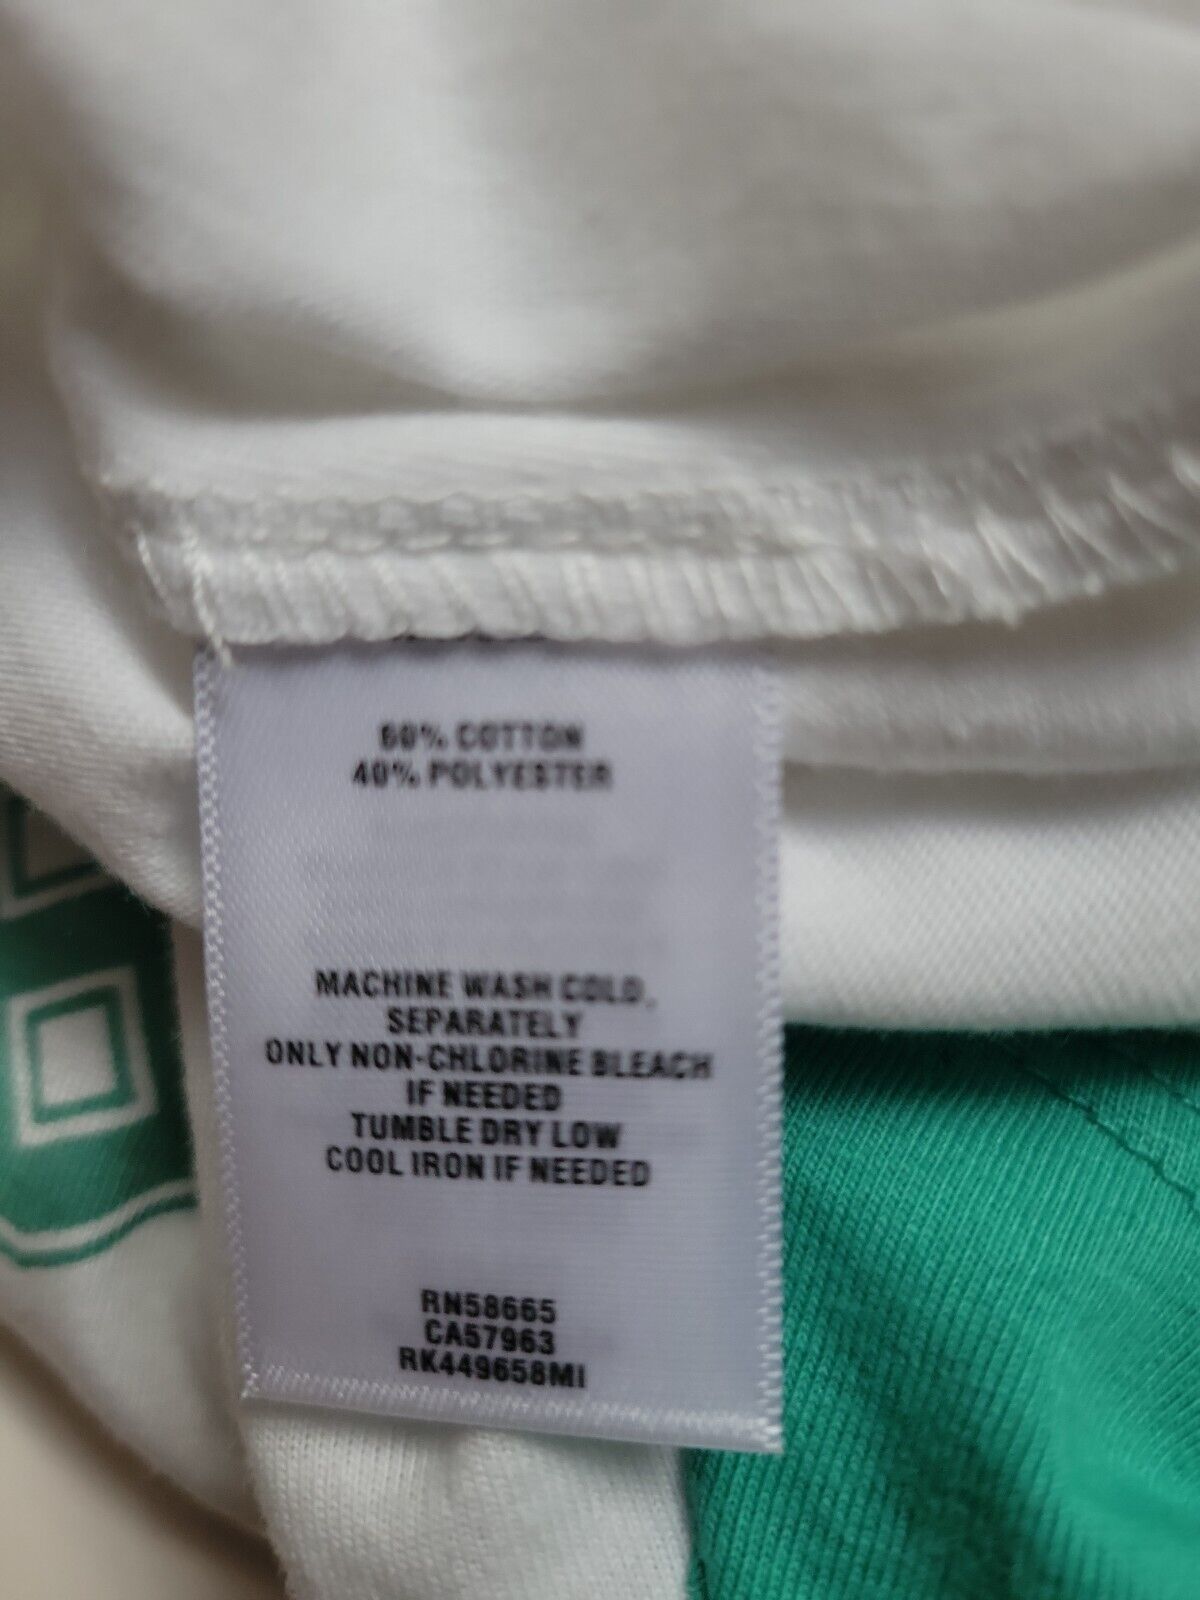 60% COTTON
40% POLYESTER
MACHINE WASH COLD,
SEPARATELY
ONLY NON-CHLORINE BLEACH
IF NEEDED
TUMBLE DRY LOW
COOL IRON IF NEEDED
RN58665
CA57963
RK449658MI